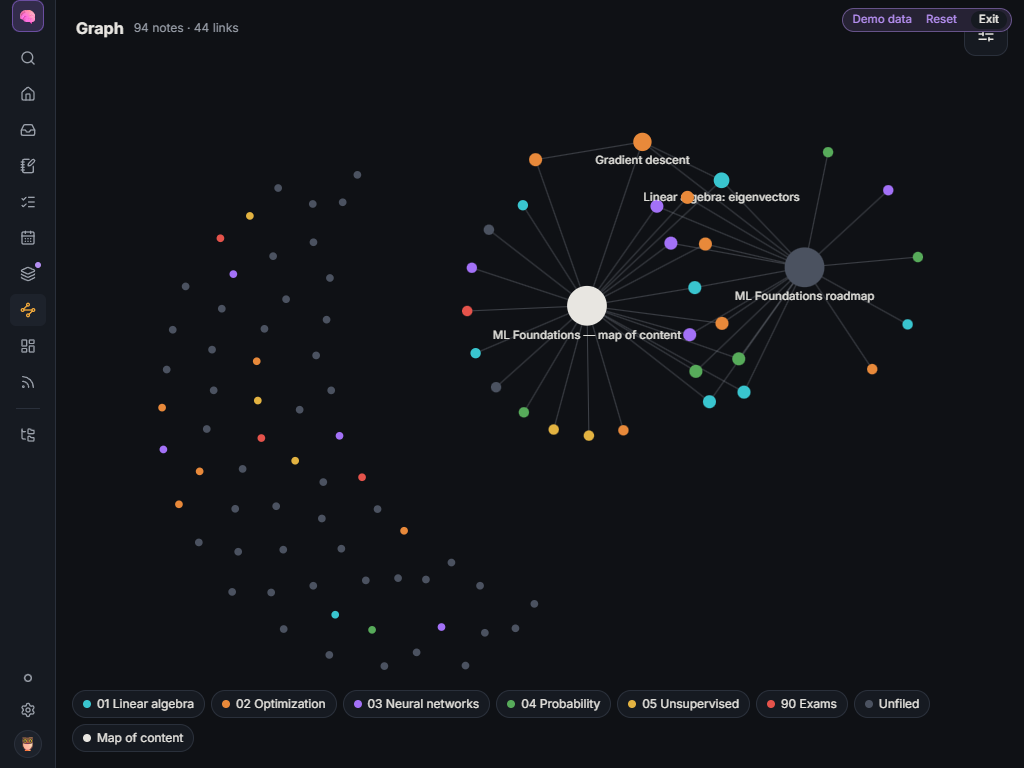 Graph 94 notes · 44 links
Demo data Reset Exit
Gradient descent
Linear algebra: eigenvectors
ML Foundations roadmap
ML Foundations — map of content
01 Linear algebra 02 Optimization 03 Neural networks 04 Probability 05 Unsupervised 90 Exams Unfiled
Map of content